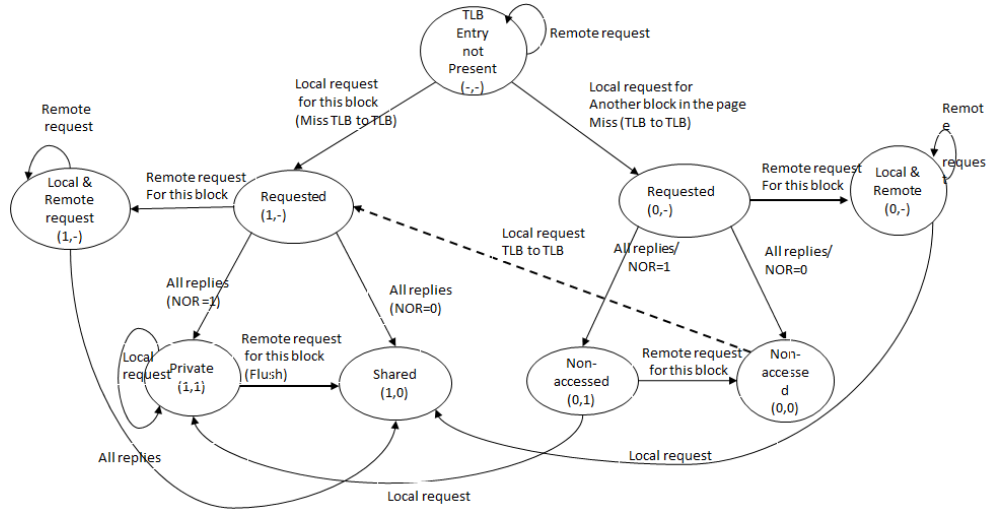 TLB
Entry
not
Present
(-,-)
Remote request
Local request
for this block
(Miss TLB to TLB)
Local request for
Another block in the page
Miss (TLB to TLB)
Remote
request
Remot
e
request
Local &
Remote
request
(1,-)
Remote request
For this block
Requested
(1,-)
Requested
(0,-)
Remote request
For this block
Local &
Remote
(0,-)
Local request
TLB to TLB
All replies/
NOR=1
All replies/
NOR=0
All replies
(NOR=1)
All replies
(NOR=0)
Local
request
Private
(1,1)
Remote request
for this block
(Flush)
Shared
(1,0)
Non-
accessed
(0,1)
Remote request
for this block
Non-
accesse
d
(0,0)
All replies
Local request
Local request